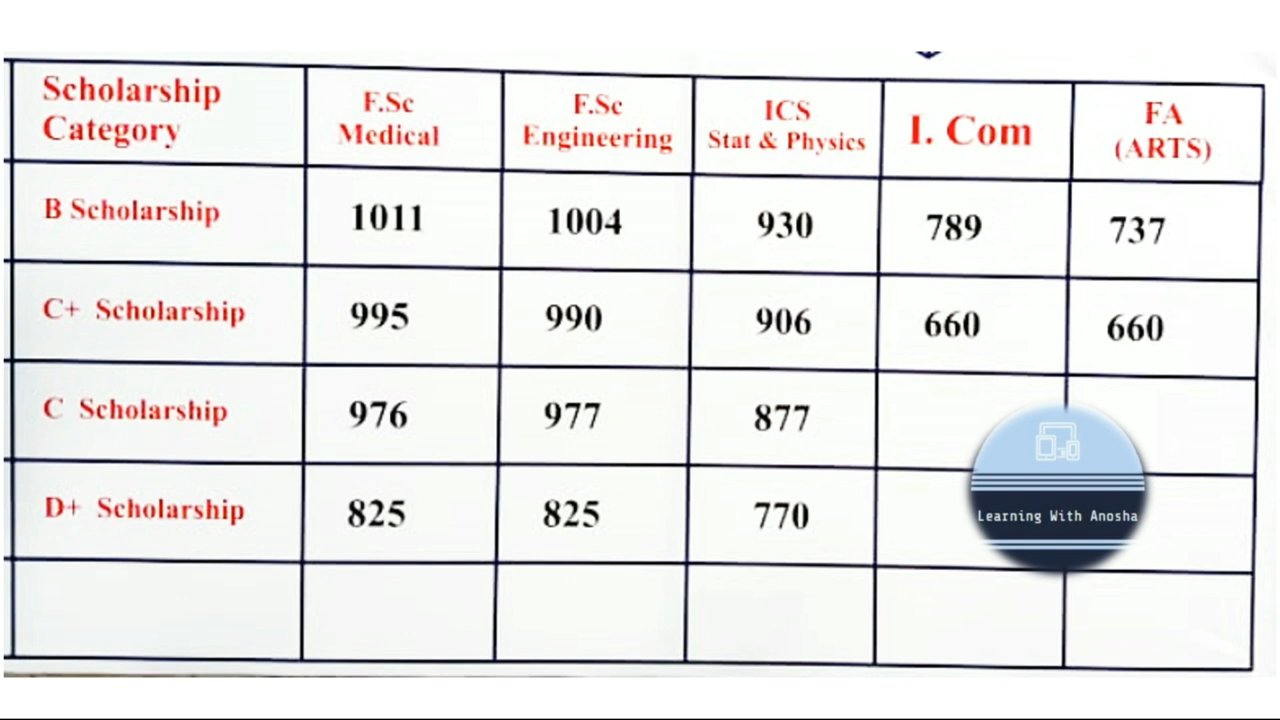 Scholarship Category F.Sc Medical F.Sc Engineering ICS Stat & Physics I. Com FA (ARTS)
B Scholarship 1011 1004 930 789 737
C+ Scholarship 995 990 906 660 660
C Scholarship 976 977 877
D+ Scholarship 825 825 770
Learning With Anosha